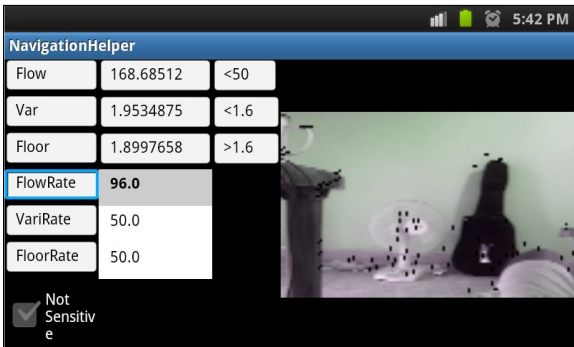 5:42 PM
NavigationHelper
Flow 168.68512 <50
Var 1.9534875 <1.6
Floor 1.8997658 >1.6
FlowRate 96.0
VariRate 50.0
FloorRate 50.0
Not
Sensitiv
e